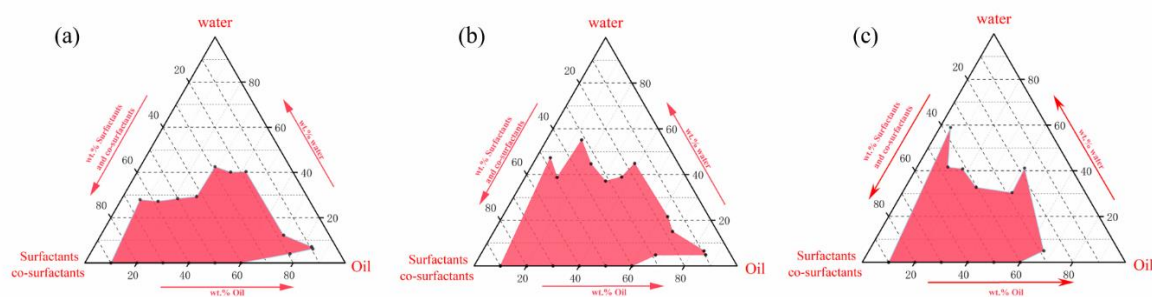 (a)
water
20
80
40
60
60
40
80
20
wt.% Surfactants
and co-surfactants
wt.% water
Surfactants
co-surfactants
Oil
20
40
60
80
wt.% Oil
(b)
water
20
80
40
60
60
40
80
20
wt.% Surfactants
and co-surfactants
wt.% water
Surfactants
co-surfactants
Oil
20
40
60
80
wt.% Oil
(c)
water
20
80
40
60
60
40
80
20
wt.% Surfactants
and co-surfactants
wt.% water
Surfactants
co-surfactants
Oil
20
40
60
80
wt.% Oil